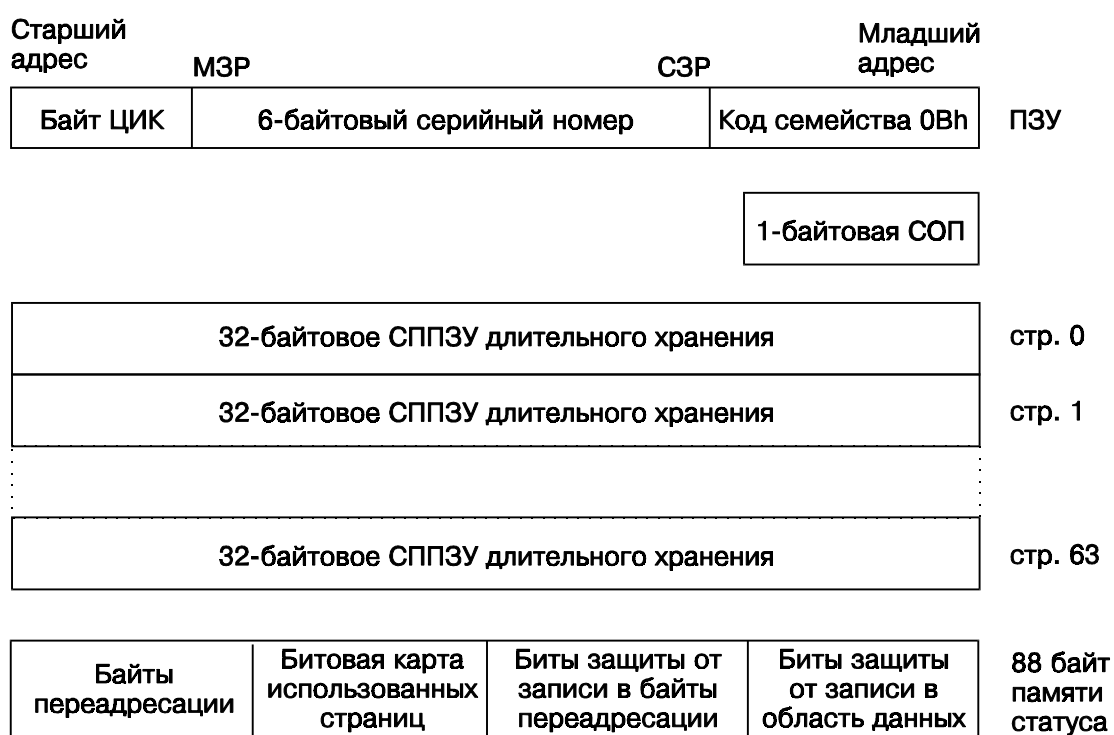 Старший
адрес
МЗР
СЗР
Младший
адрес
Байт ЦИК
6-байтовый серийный номер
Код семейства 0Bh
ПЗУ
1-байтовая СОП
32-байтовое СППЗУ длительного хранения
стр. 0
32-байтовое СППЗУ длительного хранения
стр. 1
32-байтовое СППЗУ длительного хранения
стр. 63
Байты
переадресации
Битовая карта
использованных
страниц
Биты защиты от
записи в байты
переадресации
Биты защиты
от записи в
область данных
88 байт
памяти
статуса